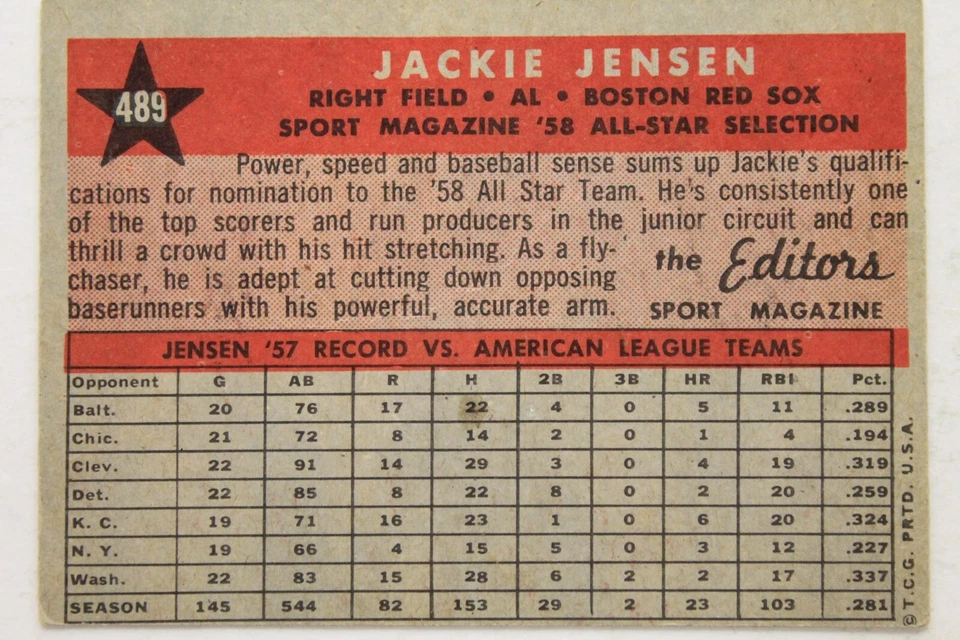 489
JACKIE JENSEN
RIGHT FIELD • AL • BOSTON RED SOX
SPORT MAGAZINE '58 ALL-STAR SELECTION
Power, speed and baseball sense sums up Jackie's qualifi-
cations for nomination to the '58 All Star Team. He's consistently one
of the top scorers and run producers in the junior circuit and can
thrill a crowd with his hit stretching. As a fly-
chaser, he is adept at cutting down opposing
baserunners with his powerful, accurate arm.
the Editors
SPORT MAGAZINE
JENSEN '57 RECORD VS. AMERICAN LEAGUE TEAMS
Opponent G AB R H 2B 3B HR RBI Pct.
Balt. 20 76 17 22 4 0 5 11 .289
Chic. 21 72 8 14 2 0 1 4 .194
Clev. 22 91 14 29 3 0 4 19 .319
Det. 22 85 8 22 8 0 2 20 .259
K. C. 19 71 16 23 1 0 6 20 .324
N. Y. 19 66 4 15 5 0 3 12 .227
Wash. 22 83 15 28 6 2 2 17 .337
SEASON 145 544 82 153 29 2 23 103 .281
©T.C.G. PRTD. U.S.A.